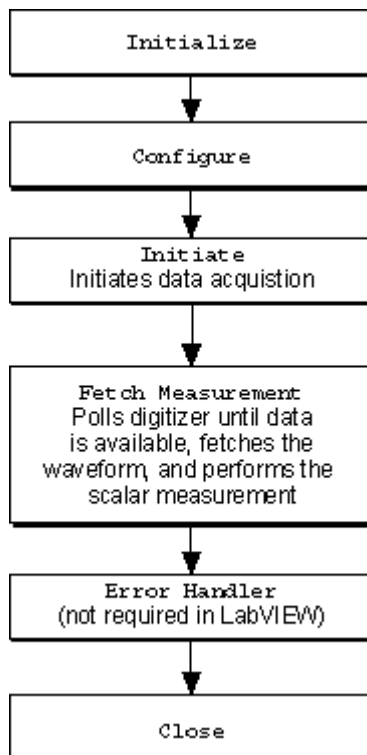 Initialize
Configure
Initiate
Initiates data acquistion
Fetch Measurement
Polls digitizer until data
is available, fetches the
waveform, and performs the
scalar measurement
Error Handler
(not required in LabVIEW)
Close